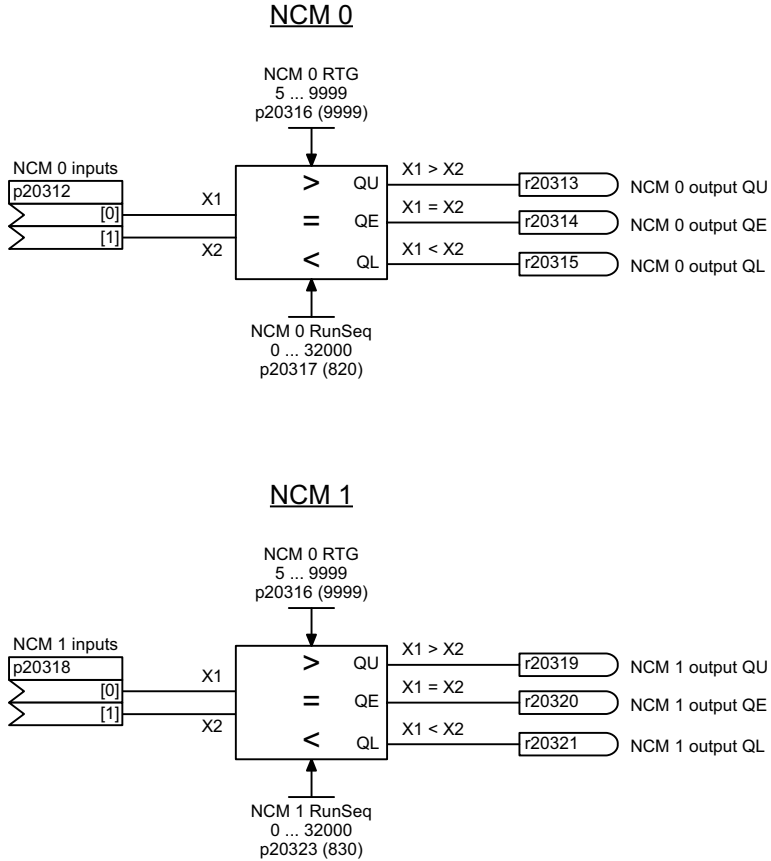 NCM 0
NCM 0 RTG
5 ... 9999
p20316 (9999)
NCM 0 inputs
p20312
[0]
[1]
X1
X2
>
=
<
QU
QE
QL
X1 > X2
X1 = X2
X1 < X2
r20313
r20314
r20315
NCM 0 output QU
NCM 0 output QE
NCM 0 output QL
NCM 0 RunSeq
0 ... 32000
p20317 (820)
NCM 1
NCM 0 RTG
5 ... 9999
p20316 (9999)
NCM 1 inputs
p20318
[0]
[1]
X1
X2
>
=
<
QU
QE
QL
X1 > X2
X1 = X2
X1 < X2
r20319
r20320
r20321
NCM 1 output QU
NCM 1 output QE
NCM 1 output QL
NCM 1 RunSeq
0 ... 32000
p20323 (830)